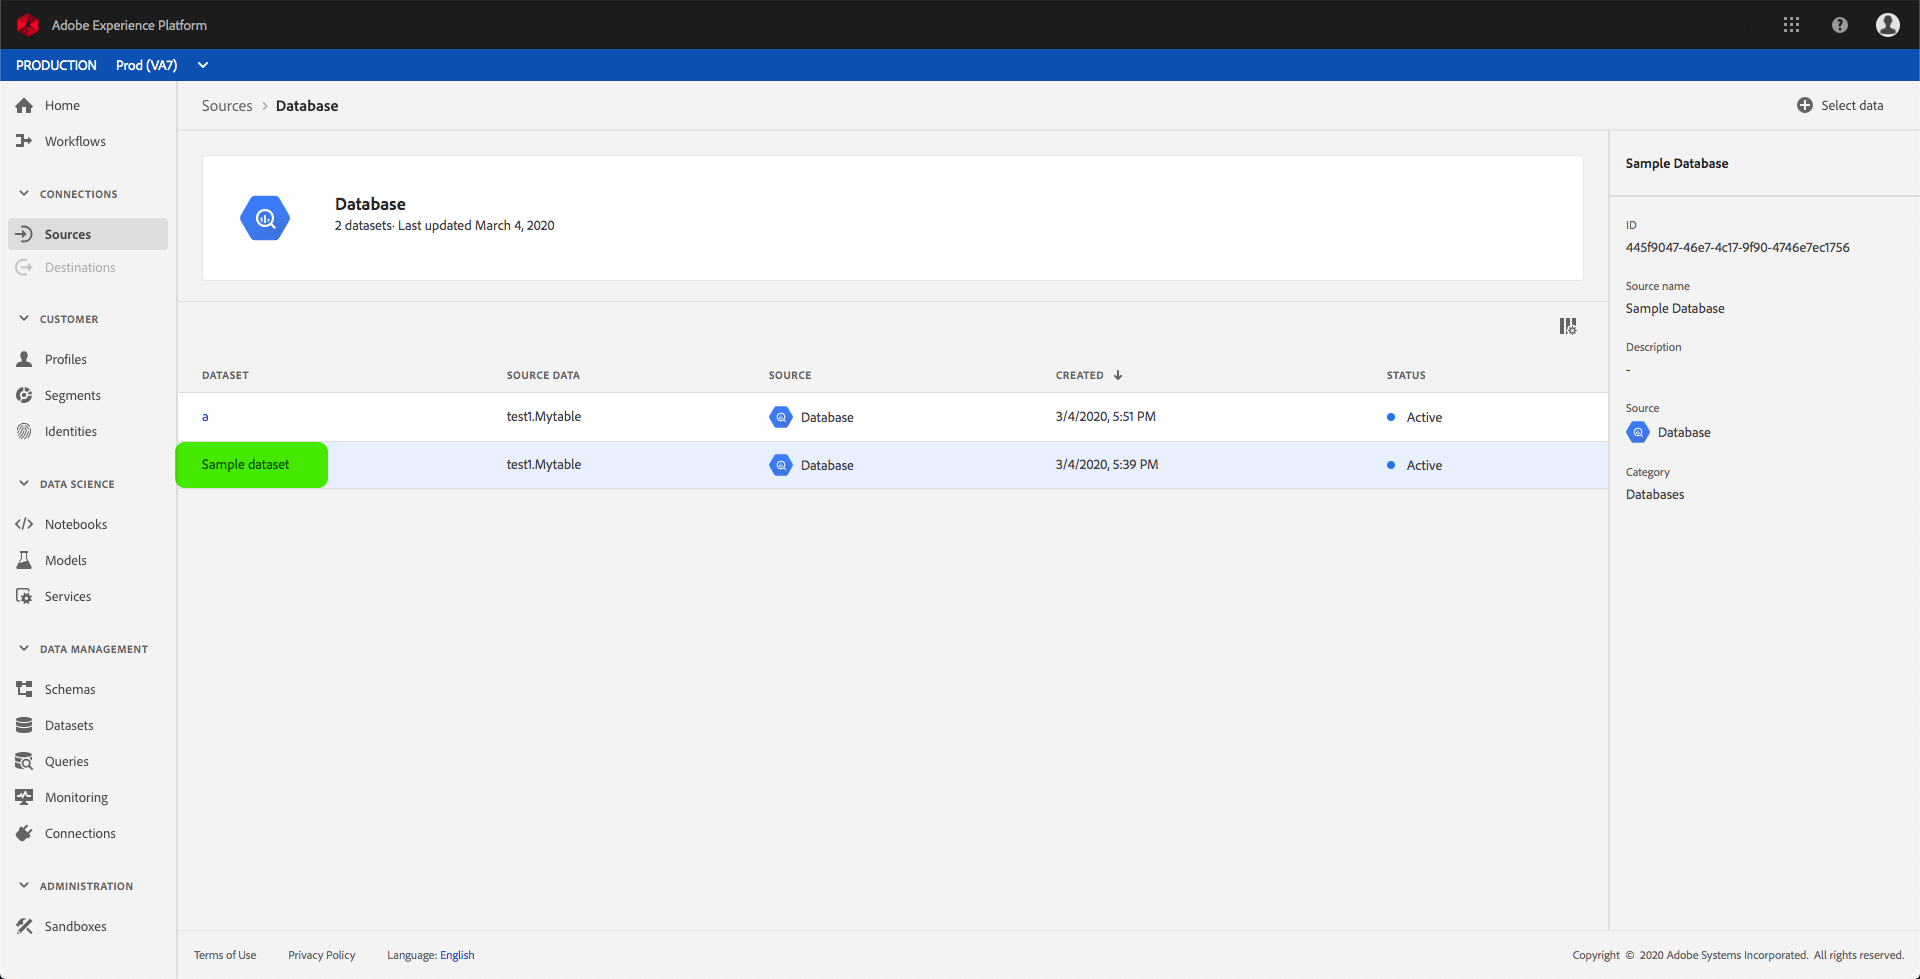 Adobe Experience Platform
PRODUCTION Prod (VA7)
Home
Workflows
CONNECTIONS
Sources
Destinations
CUSTOMER
Profiles
Segments
Identities
DATA SCIENCE
Notebooks
Models
Services
DATA MANAGEMENT
Schemas
Datasets
Queries
Monitoring
Connections
ADMINISTRATION
Sandboxes
Sources > Database
Select data
Database
2 datasets· Last updated March 4, 2020
DATASET SOURCE DATA SOURCE CREATED ↓ STATUS
a test1.Mytable Database 3/4/2020, 5:51 PM Active
Sample dataset test1.Mytable Database 3/4/2020, 5:39 PM Active
Sample Database
ID
445f9047-46e7-4c17-9f90-4746e7ec1756
Source name
Sample Database
Description
-
Source
Database
Category
Databases
Terms of Use Privacy Policy Language: English
Copyright © 2020 Adobe Systems Incorporated. All rights reserved.